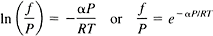 ln (f/P) = − αP/RT or f/P = e^−αP/RT